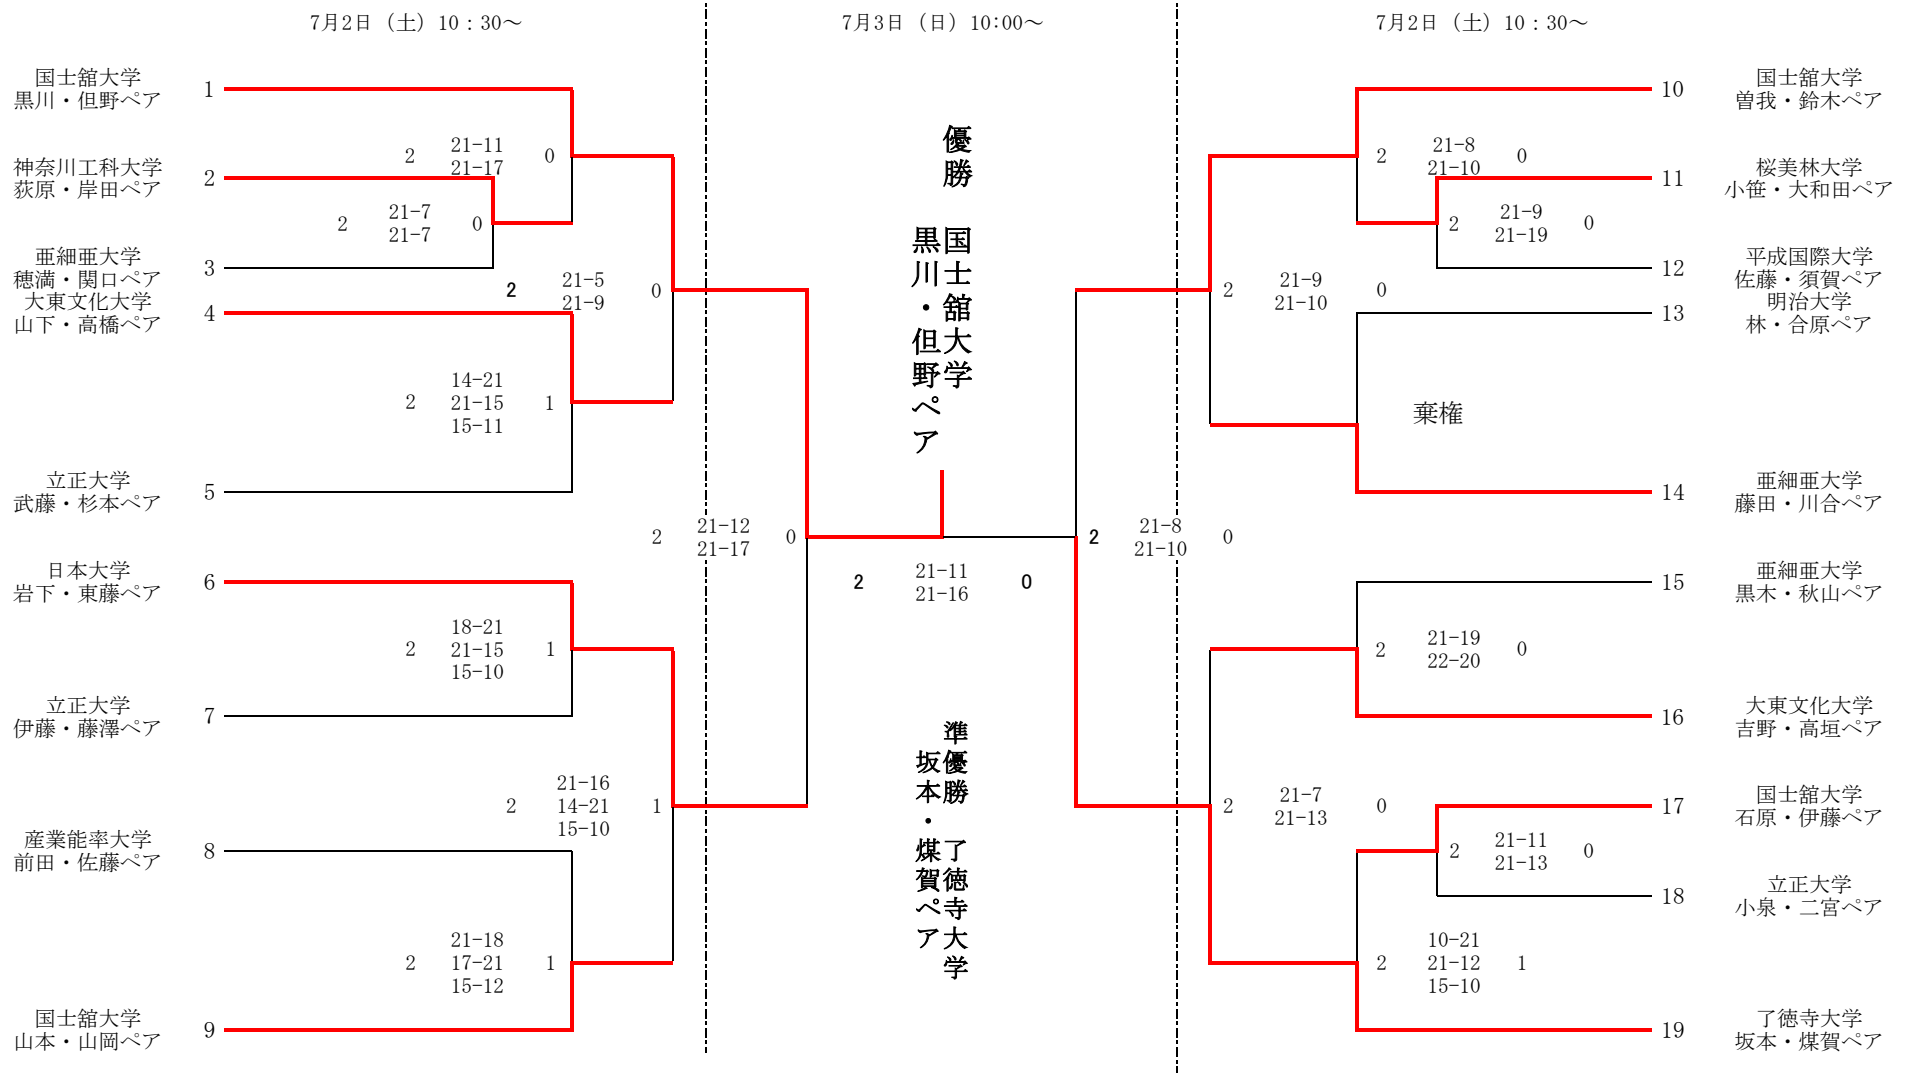 7月2日（土）10：30～
7月3日（日）10:00～
7月2日（土）10：30～
国士舘大学
黒川・但野ペア
1
神奈川工科大学
荻原・岸田ペア
2
亜細亜大学
穂満・関口ペア
3
大東文化大学
山下・高橋ペア
4
立正大学
武藤・杉本ペア
5
日本大学
岩下・東藤ペア
6
立正大学
伊藤・藤澤ペア
7
産業能率大学
前田・佐藤ペア
8
国士舘大学
山本・山岡ペア
9
2 21-11 0
21-17
2 21-7 0
21-7
2 21-5 0
21-9
14-21
2 21-15 1
15-11
2 21-12 0
21-17
18-21
2 21-15 1
15-10
21-16
2 14-21 1
15-10
21-18
2 17-21 1
15-12
優勝　国士舘大学
黒川・但野ペア
2 21-11 0
21-16
準優勝　了徳寺大学
坂本・煤賀ペア
2 21-8 0
21-10
2 21-9 0
21-19
2 21-9 0
21-10
棄権
2 21-8 0
21-10
2 21-19 0
22-20
2 21-7 0
21-13
2 21-11 0
21-13
10-21
2 21-12 1
15-10
10
国士舘大学
曽我・鈴木ペア
11
桜美林大学
小笹・大和田ペア
12
平成国際大学
佐藤・須賀ペア
13
明治大学
林・合原ペア
14
亜細亜大学
藤田・川合ペア
15
亜細亜大学
黒木・秋山ペア
16
大東文化大学
吉野・高垣ペア
17
国士舘大学
石原・伊藤ペア
18
立正大学
小泉・二宮ペア
19
了徳寺大学
坂本・煤賀ペア